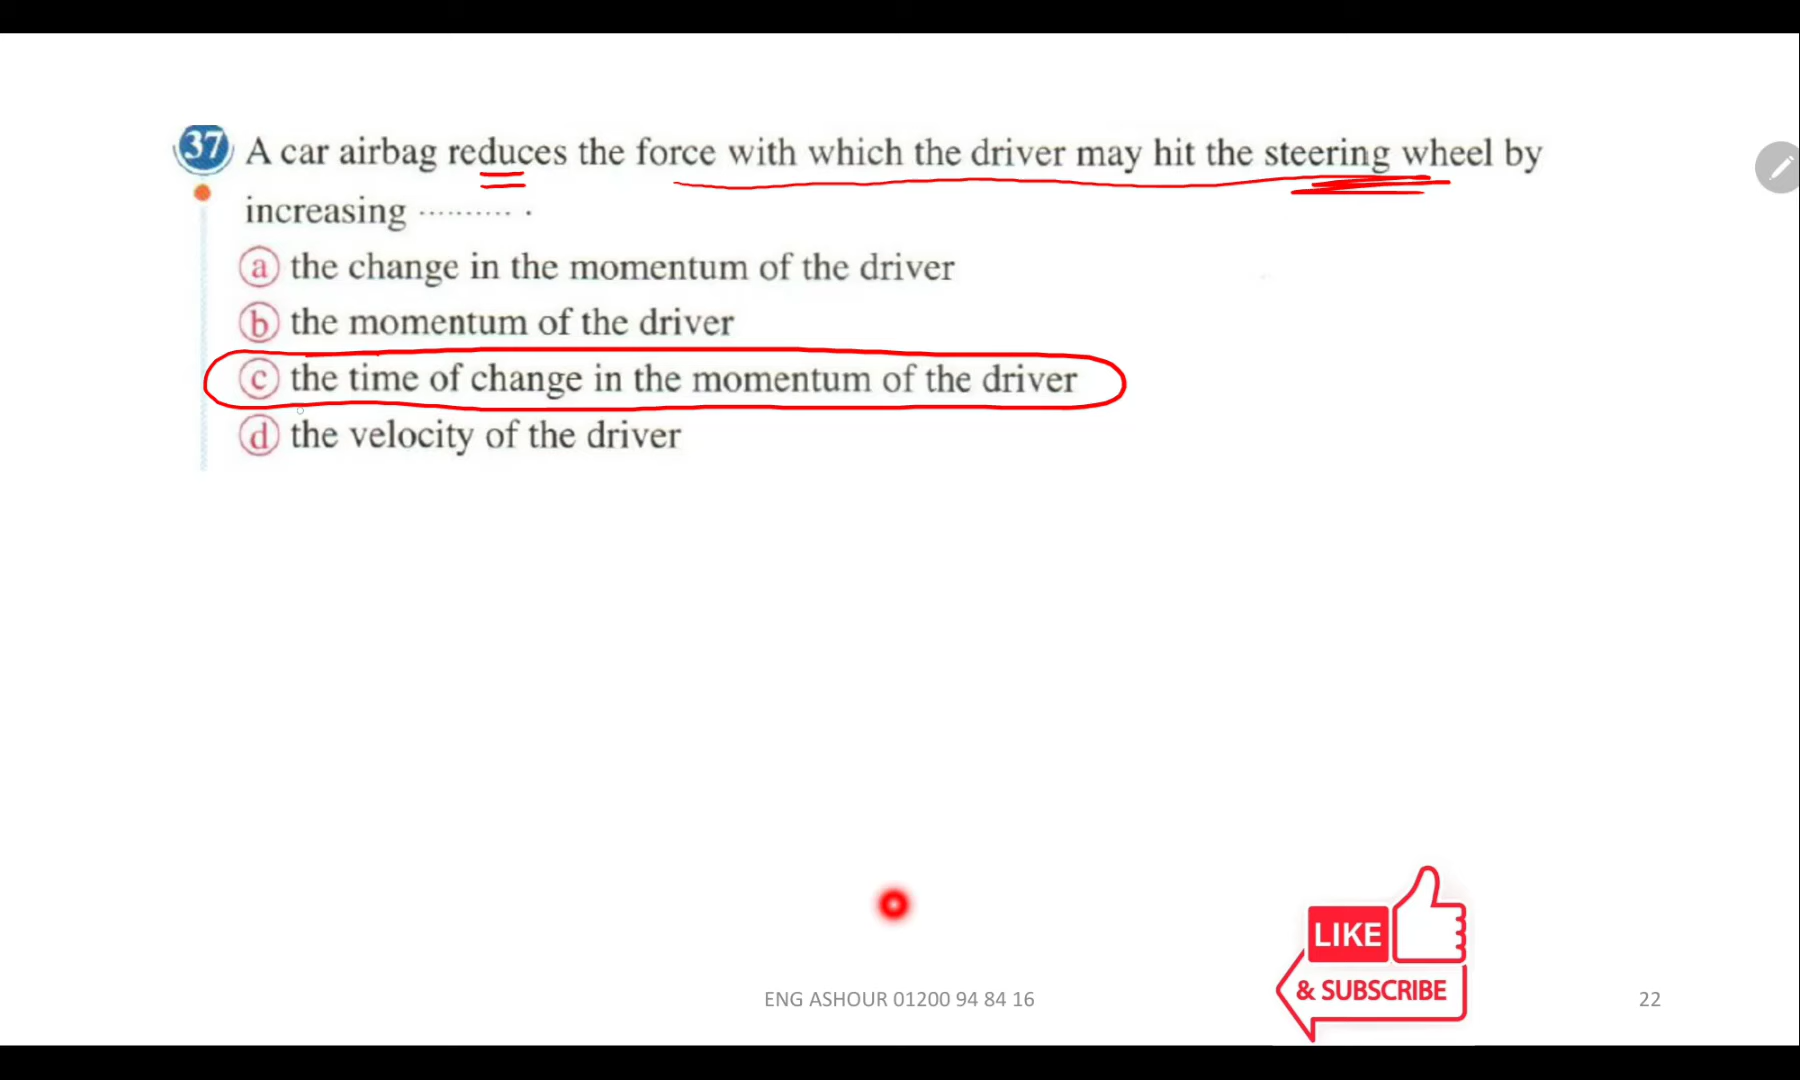 37 A car airbag reduces the force with which the driver may hit the steering wheel by
increasing .......... .
a the change in the momentum of the driver
b the momentum of the driver
c the time of change in the momentum of the driver
d the velocity of the driver
LIKE
& SUBSCRIBE
ENG ASHOUR 01200 94 84 16
22